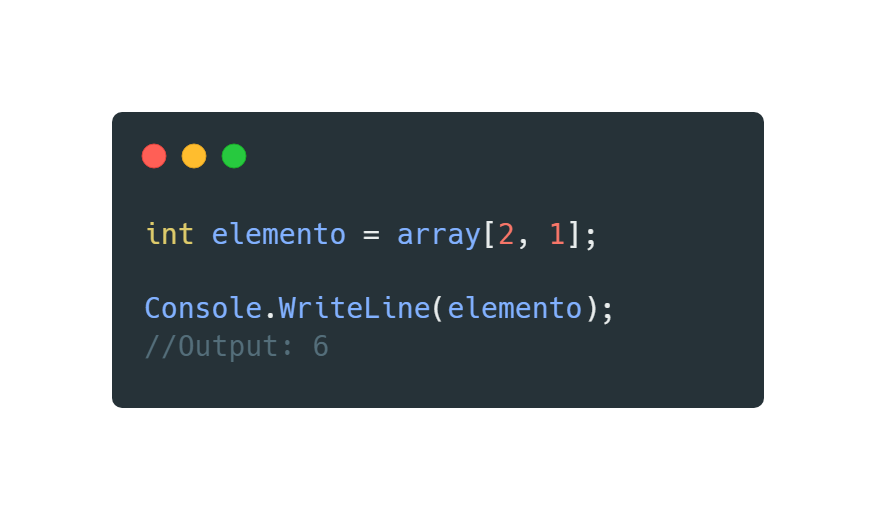 int elemento = array[2, 1];
Console.WriteLine(elemento);
//Output: 6